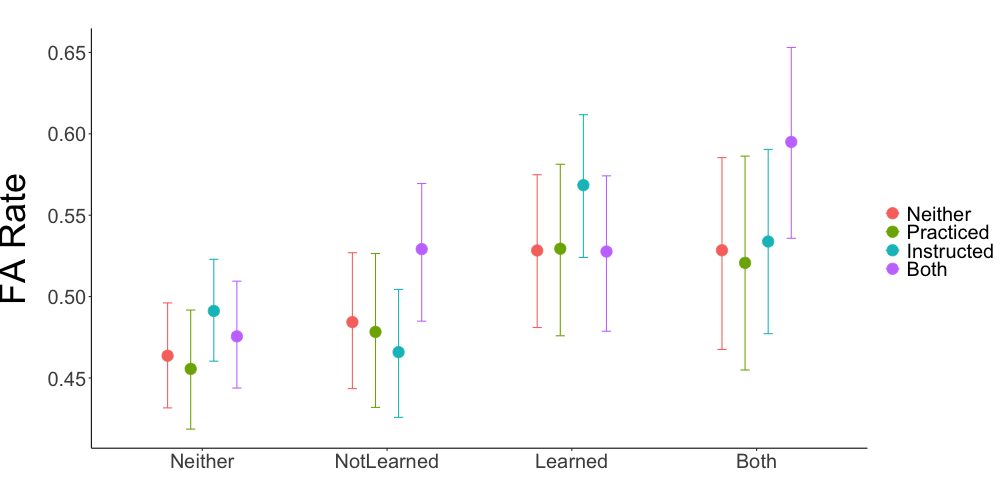 FA Rate
0.65
0.60
0.55
0.50
0.45
Neither NotLearned Learned Both
Neither
Practiced
Instructed
Both